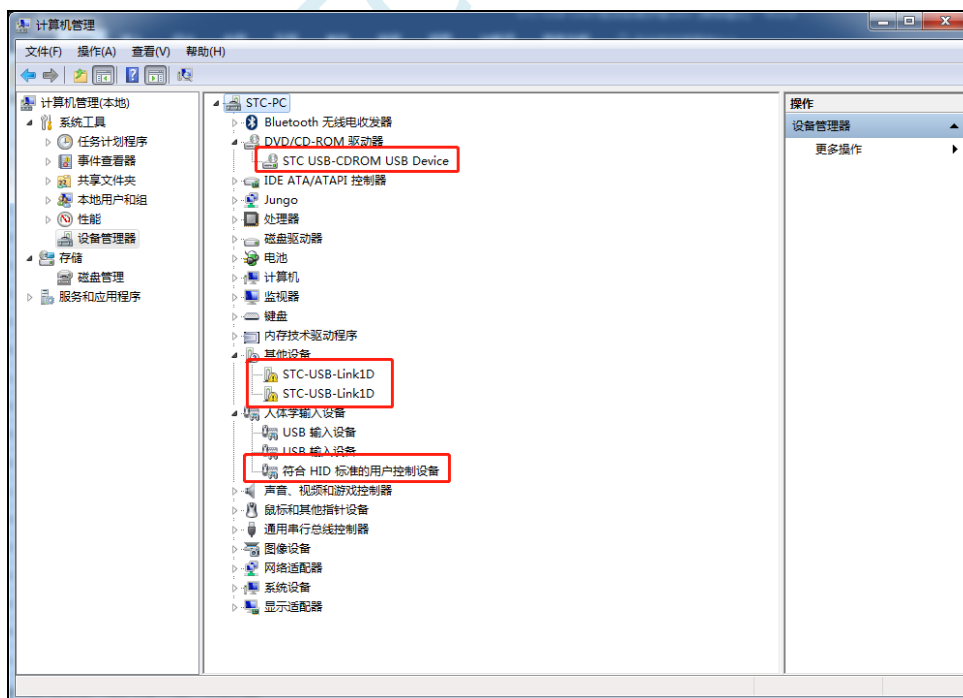 计算机管理
文件(F) 操作(A) 查看(V) 帮助(H)
计算机管理(本地)
系统工具
任务计划程序
事件查看器
共享文件夹
本地用户和组
性能
设备管理器
存储
磁盘管理
服务和应用程序
STC-PC
Bluetooth 无线电收发器
DVD/CD-ROM 驱动器
STC USB-CDROM USB Device
IDE ATA/ATAPI 控制器
Jungo
处理器
磁盘驱动器
电池
计算机
监视器
键盘
内存技术驱动程序
其他设备
STC-USB-Link1D
STC-USB-Link1D
人体学输入设备
USB 输入设备
USB 输入设备
符合 HID 标准的用户控制设备
声音、视频和游戏控制器
鼠标和其他指针设备
通用串行总线控制器
图像设备
网络适配器
系统设备
显示适配器
操作
设备管理器
更多操作